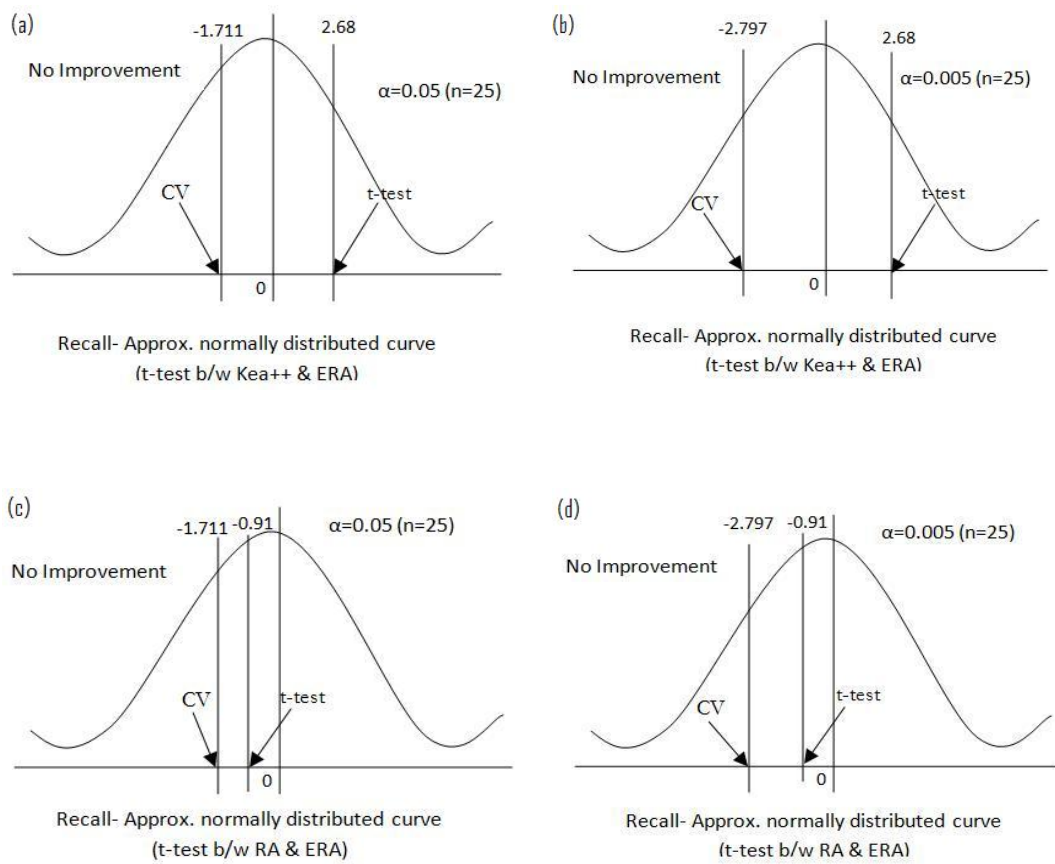 (a)
-1.711
2.68
No Improvement
α=0.05 (n=25)
CV
t-test
0
Recall- Approx. normally distributed curve
(t-test b/w Kea++ & ERA)
(b)
-2.797
2.68
No Improvement
α=0.005 (n=25)
CV
t-test
0
Recall- Approx. normally distributed curve
(t-test b/w Kea++ & ERA)
(c)
-1.711
-0.91
α=0.05 (n=25)
No Improvement
CV
t-test
0
Recall- Approx. normally distributed curve
(t-test b/w RA & ERA)
(d)
-2.797
-0.91
α=0.005 (n=25)
No Improvement
CV
t-test
0
Recall- Approx. normally distributed curve
(t-test b/w RA & ERA)